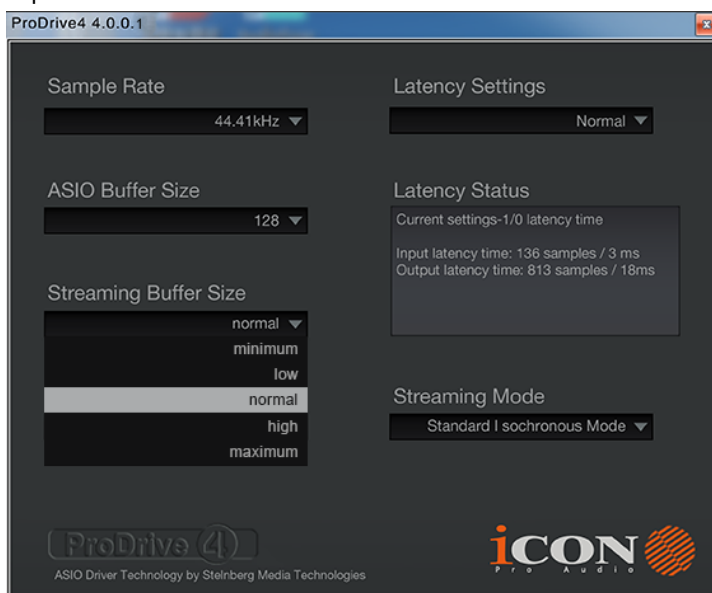 ProDrive4 4.0.0.1
Sample Rate
44.41kHz
ASIO Buffer Size
128
Streaming Buffer Size
normal
minimum
low
normal
high
maximum
Latency Settings
Normal
Latency Status
Current settings-1/0 latency time
Input latency time: 136 samples / 3 ms
Output latency time: 813 samples / 18ms
Streaming Mode
Standard I sochronous Mode
ProDrive 4
ASIO Driver Technology by Steinberg Media Technologies
iCON
Pro Audio